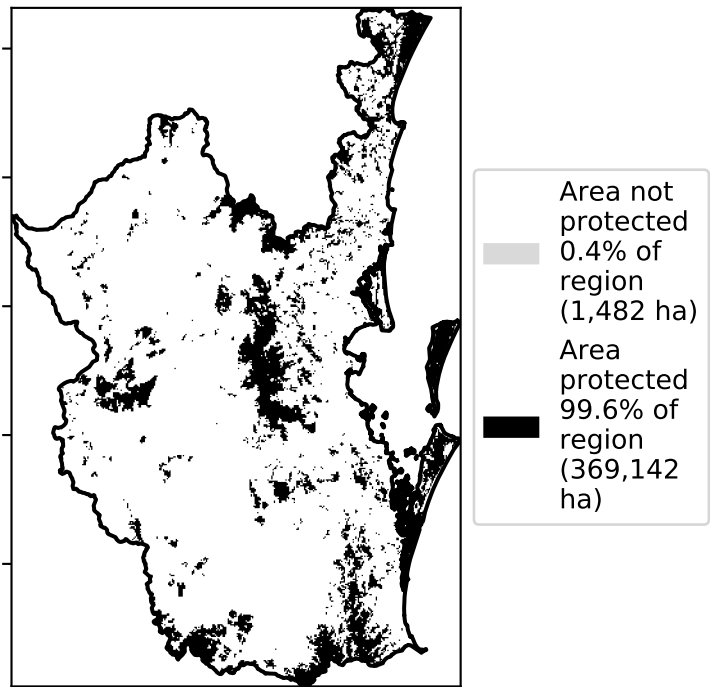 Area not
protected
0.4% of
region
(1,482 ha)
Area
protected
99.6% of
region
(369,142
ha)